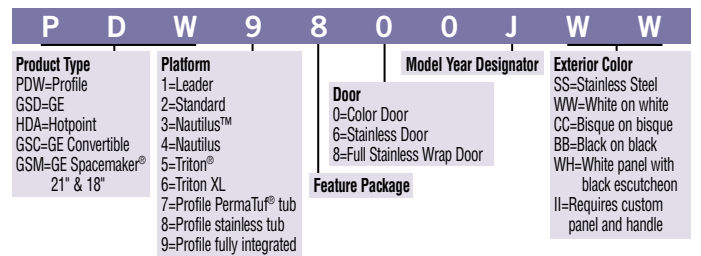 P D W 9 8 0 0 J W W
Product Type
PDW=Profile
GSD=GE
HDA=Hotpoint
GSC=GE Convertible
GSM=GE Spacemaker®
21" & 18"
Platform
1=Leader
2=Standard
3=Nautilus™
4=Nautilus
5=Triton®
6=Triton XL
7=Profile PermaTuf® tub
8=Profile stainless tub
9=Profile fully integrated
Feature Package
Door
0=Color Door
6=Stainless Door
8=Full Stainless Wrap Door
Model Year Designator
Exterior Color
SS=Stainless Steel
WW=White on white
CC=Bisque on bisque
BB=Black on black
WH=White panel with
black escutcheon
II=Requires custom
panel and handle